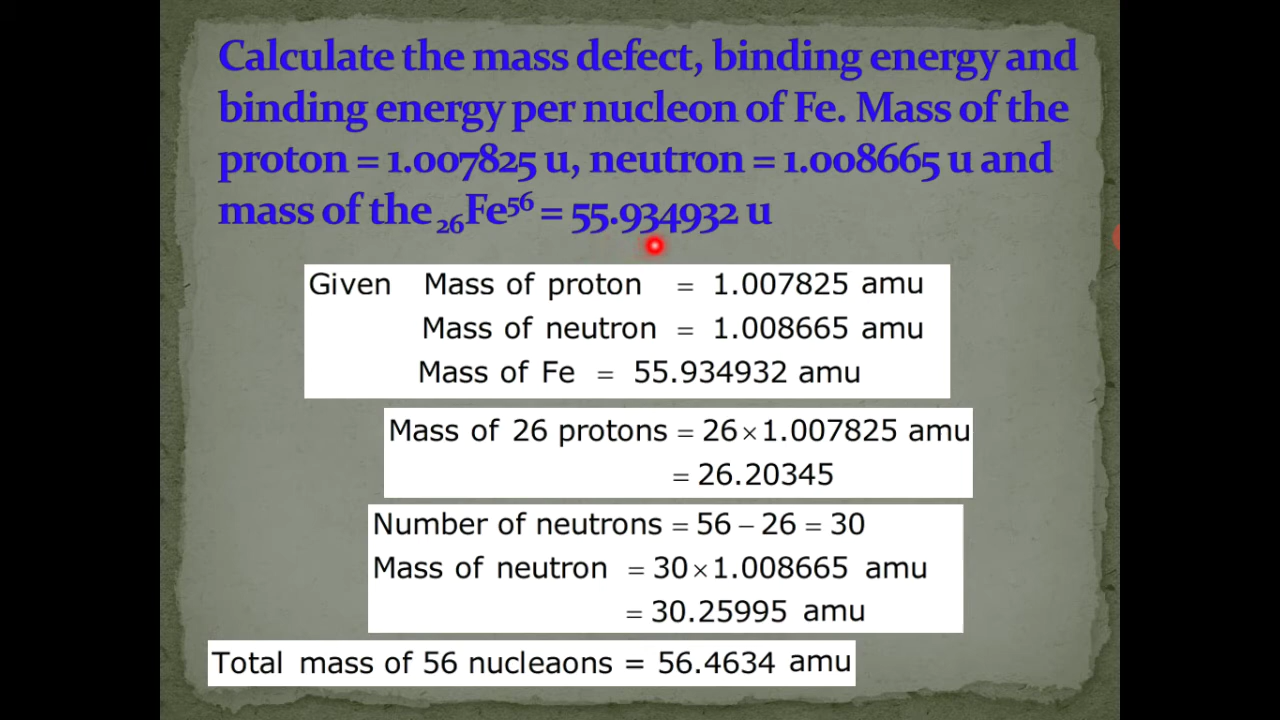 Calculate the mass defect, binding energy and
binding energy per nucleon of Fe. Mass of the
proton = 1.007825 u, neutron = 1.008665 u and
mass of the ₂₆Fe⁵⁶ = 55.934932 u
Given Mass of proton = 1.007825 amu
Mass of neutron = 1.008665 amu
Mass of Fe = 55.934932 amu
Mass of 26 protons = 26×1.007825 amu
= 26.20345
Number of neutrons = 56 – 26 = 30
Mass of neutron = 30×1.008665 amu
= 30.25995 amu
Total mass of 56 nucleaons = 56.4634 amu